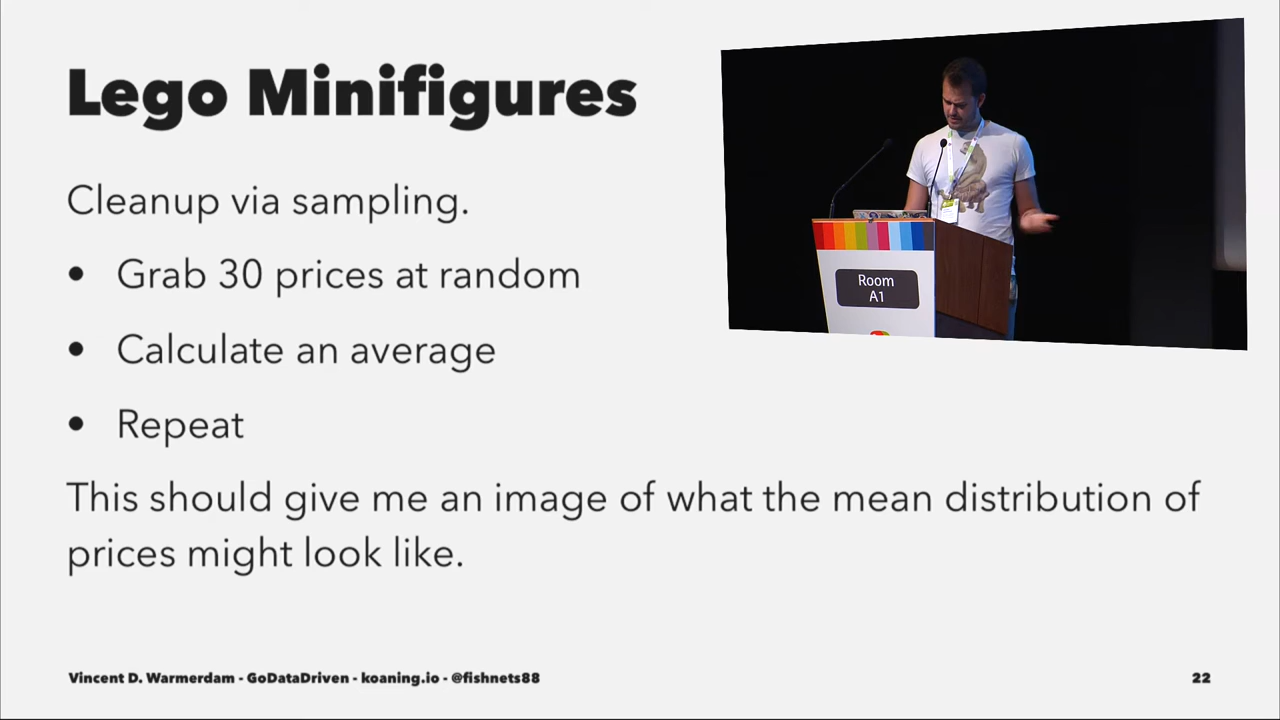 Lego Minifigures
Cleanup via sampling.
• Grab 30 prices at random
• Calculate an average
• Repeat
This should give me an image of what the mean distribution of
prices might look like.
Room
A1
Vincent D. Warmerdam - GoDataDriven - koaning.io - @fishnets88
22